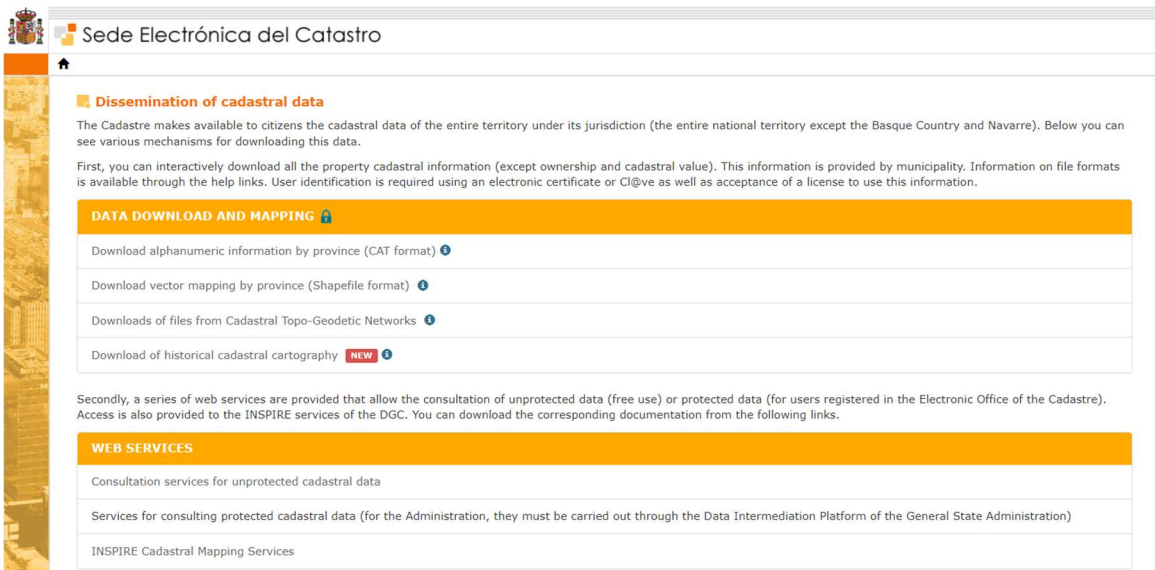 Sede Electrónica del Catastro
Dissemination of cadastral data
The Cadastre makes available to citizens the cadastral data of the entire territory under its jurisdiction (the entire national territory except the Basque Country and Navarre). Below you can
see various mechanisms for downloading this data.
First, you can interactively download all the property cadastral information (except ownership and cadastral value). This information is provided by municipality. Information on file formats
is available through the help links. User identification is required using an electronic certificate or Cl@ve as well as acceptance of a license to use this information.
DATA DOWNLOAD AND MAPPING
Download alphanumeric information by province (CAT format)
Download vector mapping by province (Shapefile format)
Downloads of files from Cadastral Topo-Geodetic Networks
Download of historical cadastral cartography NEW
Secondly, a series of web services are provided that allow the consultation of unprotected data (free use) or protected data (for users registered in the Electronic Office of the Cadastre).
Access is also provided to the INSPIRE services of the DGC. You can download the corresponding documentation from the following links.
WEB SERVICES
Consultation services for unprotected cadastral data
Services for consulting protected cadastral data (for the Administration, they must be carried out through the Data Intermediation Platform of the General State Administration)
INSPIRE Cadastral Mapping Services